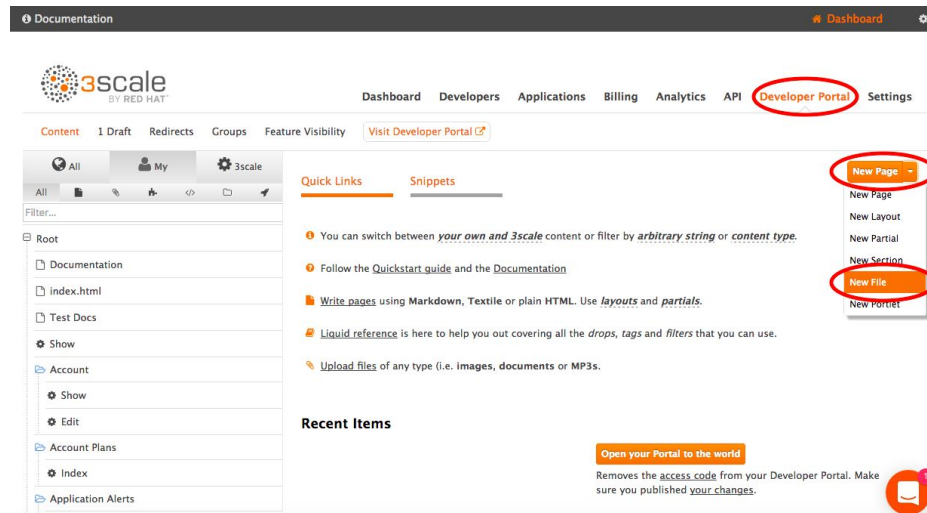 Documentation
Dashboard
3scale
BY RED HAT
Dashboard Developers Applications Billing Analytics API Developer Portal Settings
Content 1 Draft Redirects Groups Feature Visibility Visit Developer Portal
All My 3scale
Quick Links Snippets
New Page
All
Filter...
New Page
New Layout
New Partial
New Section
New File
New Portlet
Root
Documentation
index.html
Test Docs
Show
Account
Show
Edit
Account Plans
Index
Application Alerts
You can switch between your own and 3scale content or filter by arbitrary string or content type.
Follow the Quickstart guide and the Documentation
Write pages using Markdown, Textile or plain HTML. Use layouts and partials.
Liquid reference is here to help you out covering all the drops, tags and filters that you can use.
Upload files of any type (i.e. images, documents or MP3s.
Recent Items
Open your Portal to the world
Removes the access code from your Developer Portal. Make
sure you published your changes.